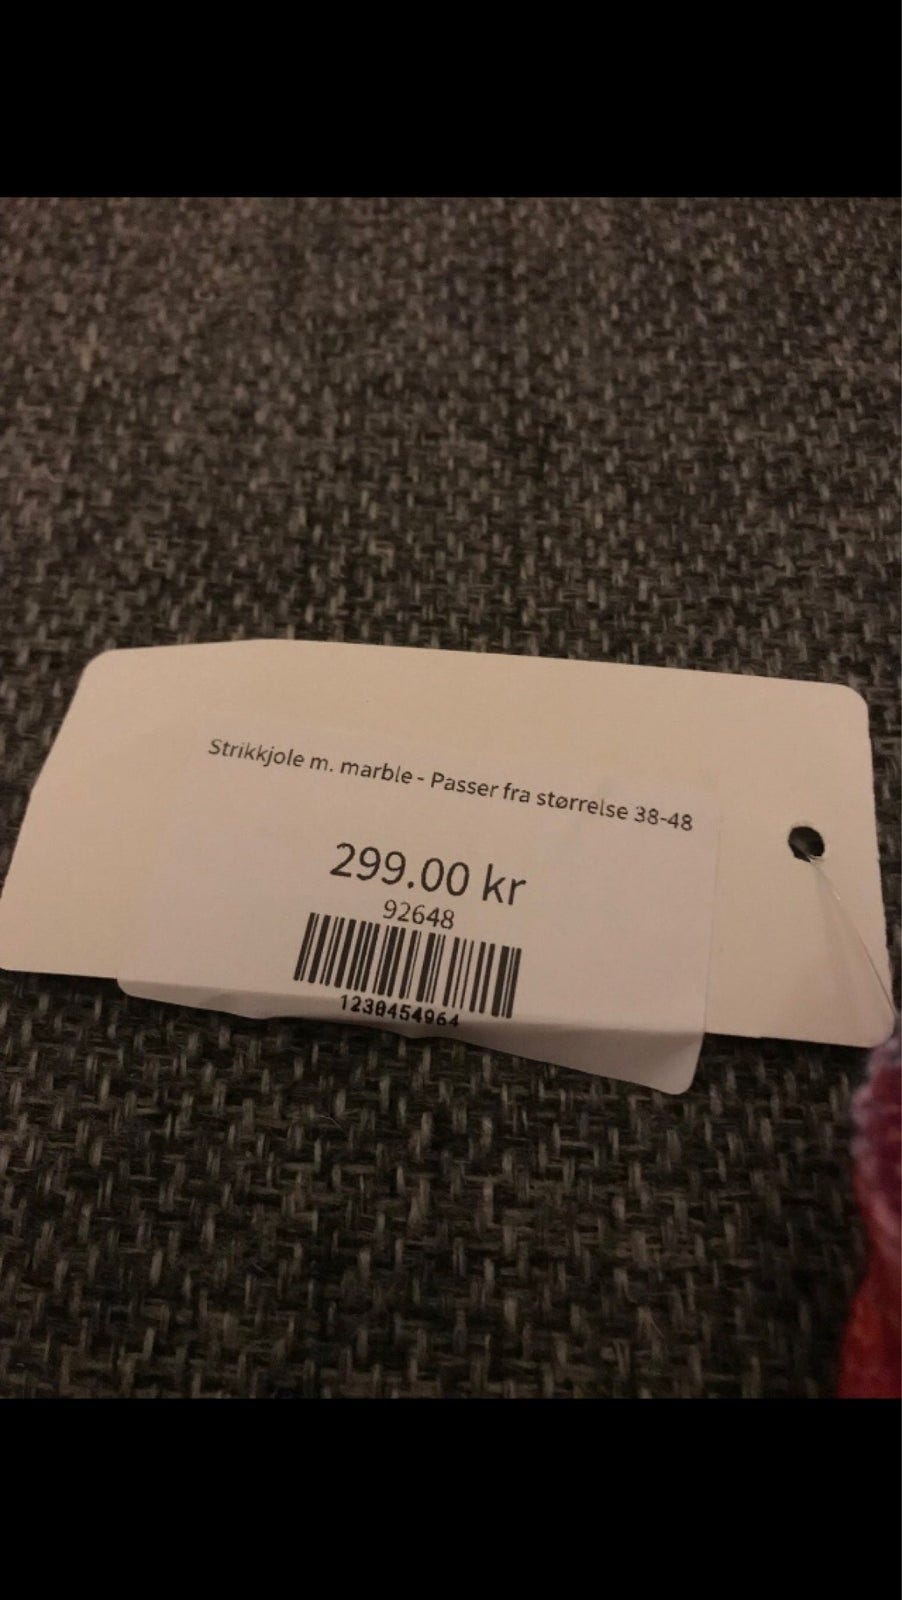 Strikkjole m. marble - Passer fra størrelse 38-48
299.00 kr
92648
1230454964